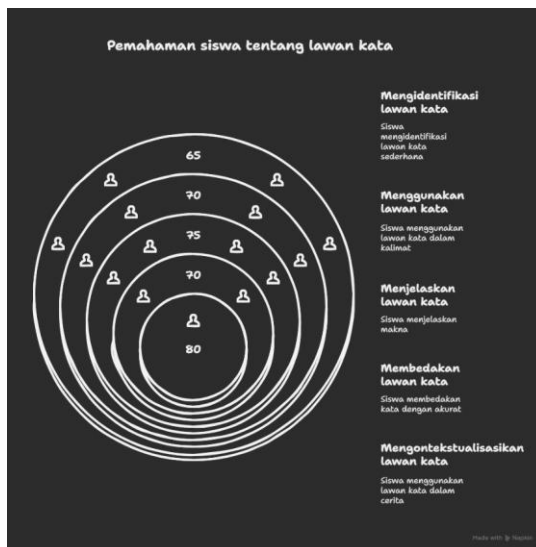 Pemahaman siswa tentang lawan kata
65
70
75
70
80
Mengidentifikasi
lawan kata
Siswa
mengidentifikasi
lawan kata
sederhana
Menggunakan
lawan kata
Siswa menggunakan
lawan kata dalam
kalimat
Menjelaskan
lawan kata
Siswa menjelaskan
makna
Membedakan
lawan kata
Siswa membedakan
kata dengan akurat
Mengontekstualisasikan
lawan kata
Siswa menggunakan
lawan kata dalam
cerita
Made with Napkin